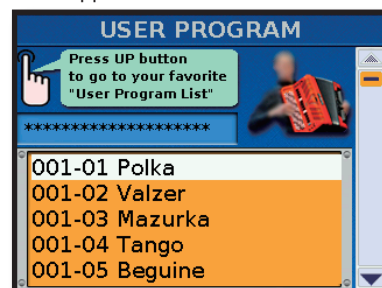 USER PROGRAM
Press UP button
to go to your favorite
"User Program List"
********************
001-01 Polka
001-02 Valzer
001-03 Mazurka
001-04 Tango
001-05 Beguine